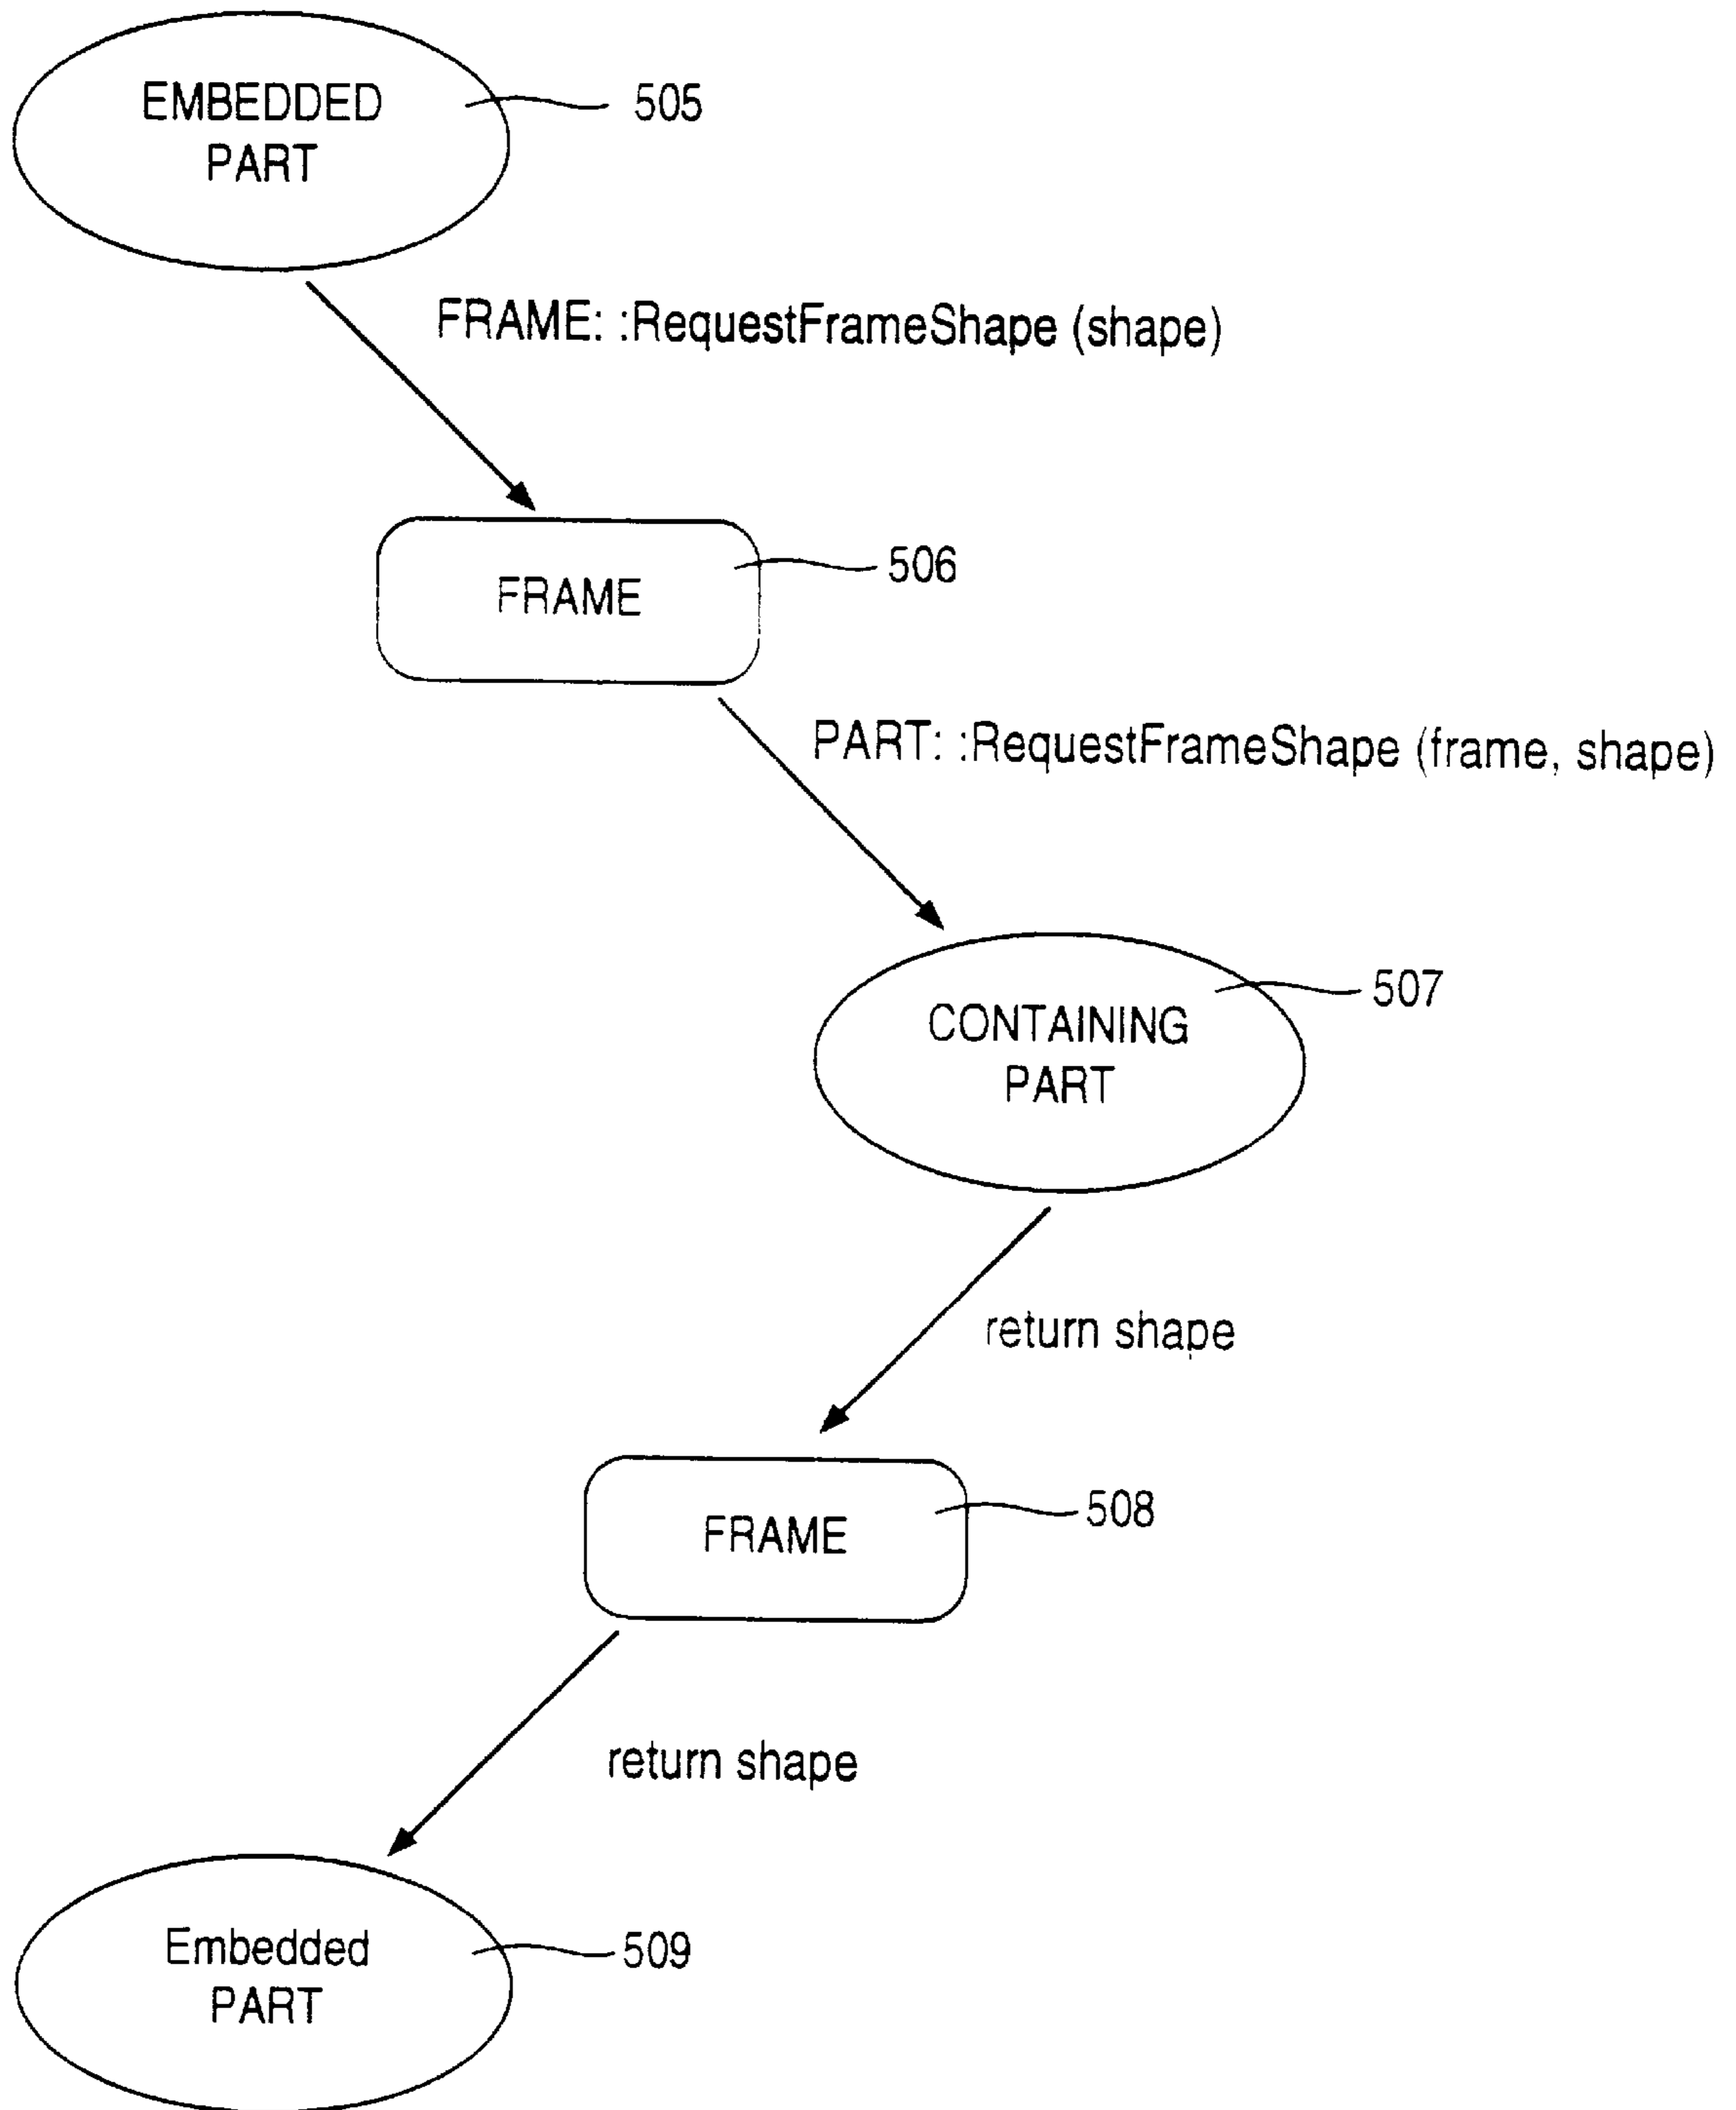 EMBEDDED
PART
505
FRAME: :RequestFrameShape (shape)
FRAME
506
PART: :RequestFrameShape (frame, shape)
CONTAINING
PART
507
return shape
FRAME
508
return shape
Embedded
PART
509